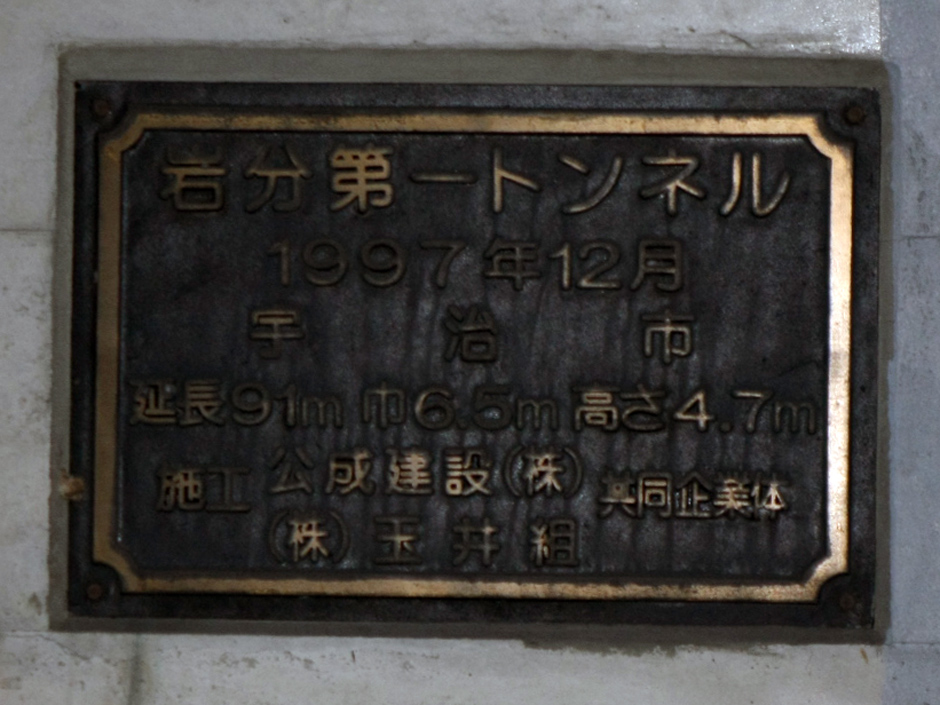 岩分第一トンネル
1997年12月
宇治市
延長91m 巾6.5m 高さ4.7m
施工 公成建設(株) 共同企業体
(株)玉井組